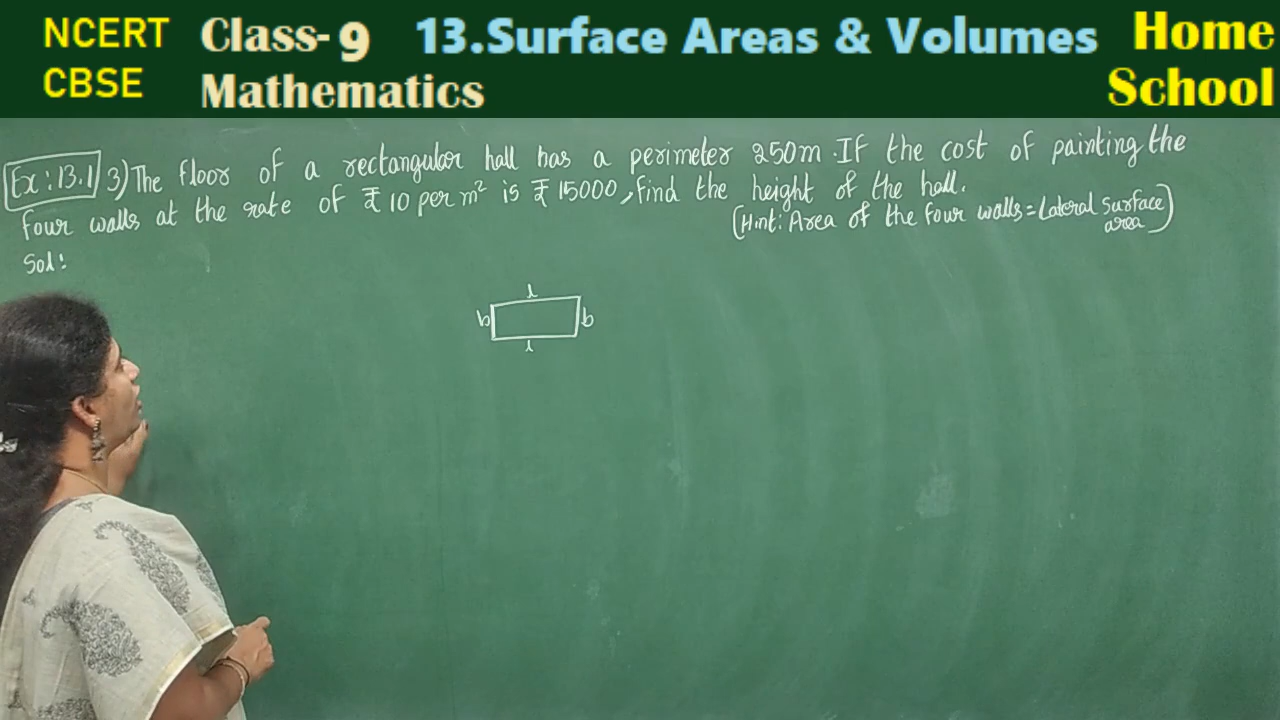 NCERT Class-9 13.Surface Areas & Volumes Home
CBSE Mathematics School
Ex: 13.1 3) The floor of a rectangular hall has a perimeter 250m. If the cost of painting the
four walls at the rate of ₹10 per m² is ₹15000, find the height of the hall.
(Hint: Area of the four walls = Lateral Surface
area)
Sol:
l
b b
l